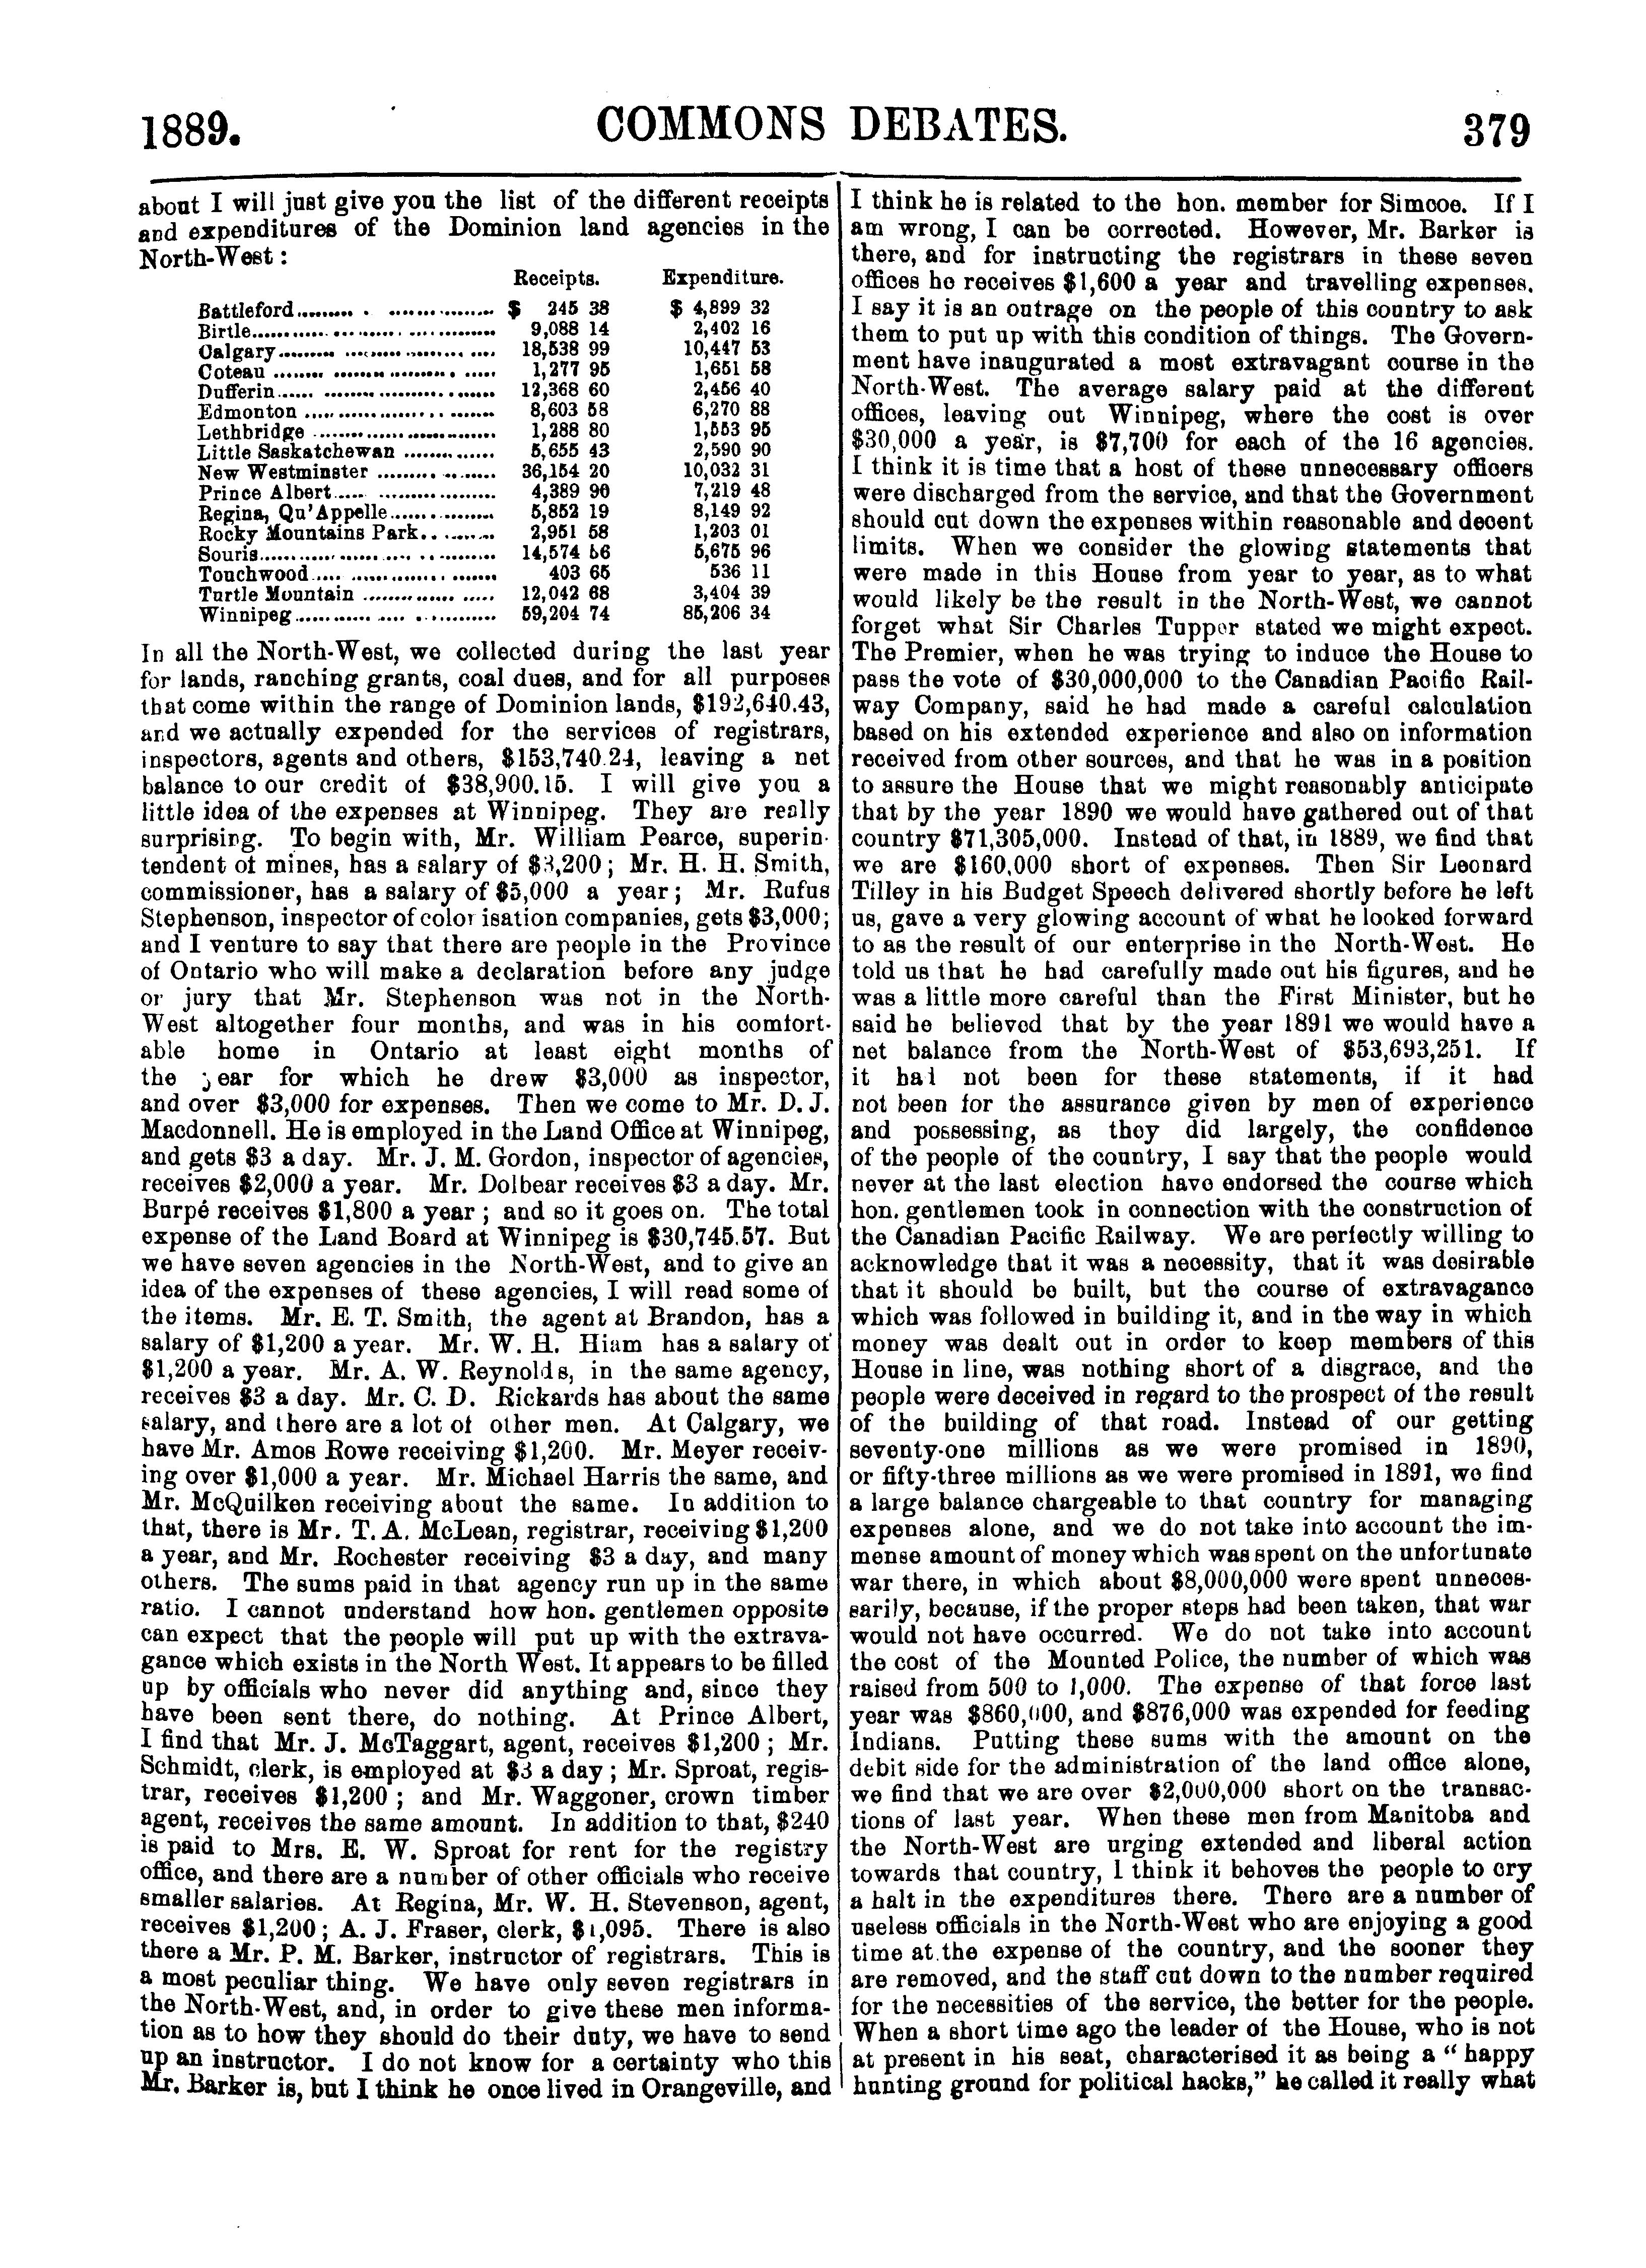 1889. COMMONS DEBATES. 379
about I will just give you the list of the different receipts
and expenditures of the Dominion land agencies in the
North-West :
Receipts. Expenditure.
Battleford......... . ................ $ 245 38 $ 4,899 32
Birtle................................ 9,088 14 2,402 16
Calgary......... ..................... 18,538 99 10,447 53
Coteau ........ ...................... 1,277 95 1,651 58
Dufferin...... ....................... 12,368 60 2,456 40
Edmonton ............................. 8,603 58 6,270 88
Lethbridge ........................... 1,288 80 1,553 95
Little Saskatchewan .............. 5,655 43 2,590 90
New Westminster ................ 36,154 20 10,032 31
Prince Albert...... .................. 4,389 90 7,219 48
Regina, Qu'Appelle................ 5,852 19 8,149 92
Rocky Mountains Park.. ....... 2,951 58 1,203 01
Souris................................ 14,574 56 5,675 96
Touchwood..... ...................... 403 65 536 11
Turtle Mountain .................... 12,042 68 3,404 39
Winnipeg............................. 59,204 74 85,206 34
In all the North-West, we collected during the last year
for lands, ranching grants, coal dues, and for all purposes
that come within the range of Dominion lands, $192,640.43,
and we actually expended for the services of registrars,
inspectors, agents and others, $153,740.24, leaving a net
balance to our credit of $38,900.15. I will give you a
little idea of the expenses at Winnipeg. They are really
surprising. To begin with, Mr. William Pearce, superin-
tendent of mines, has a salary of $3,200 ; Mr. H. H. Smith,
commissioner, has a salary of $5,000 a year ; Mr. Rufus
Stephenson, inspector of colonisation companies, gets $3,000;
and I venture to say that there are people in the Province
of Ontario who will make a declaration before any judge
or jury that Mr. Stephenson was not in the North-
West altogether four months, and was in his comfort-
able home in Ontario at least eight months of
the year for which he drew $3,000 as inspector,
and over $3,000 for expenses. Then we come to Mr. D. J.
Macdonnell. He is employed in the Land Office at Winnipeg,
and gets $3 a day. Mr. J. M. Gordon, inspector of agencies,
receives $2,000 a year. Mr. Dolbear receives $3 a day. Mr.
Burpé receives $1,800 a year ; and so it goes on. The total
expense of the Land Board at Winnipeg is $30,745.57. But
we have seven agencies in the North-West, and to give an
idea of the expenses of these agencies, I will read some of
the items. Mr. E. T. Smith, the agent at Brandon, has a
salary of $1,200 a year. Mr. W. H. Hiam has a salary of
$1,200 a year. Mr. A. W. Reynolds, in the same agency,
receives $3 a day. Mr. C. D. Rickards has about the same
salary, and there are a lot of other men. At Calgary, we
have Mr. Amos Rowe receiving $1,200. Mr. Meyer receiv-
ing over $1,000 a year. Mr. Michael Harris the same, and
Mr. McQuilken receiving about the same. In addition to
that, there is Mr. T. A. McLean, registrar, receiving $1,200
a year, and Mr. Rochester receiving $3 a day, and many
others. The sums paid in that agency run up in the same
ratio. I cannot understand how hon. gentlemen opposite
can expect that the people will put up with the extrava-
gance which exists in the North West. It appears to be filled
up by officials who never did anything and, since they
have been sent there, do nothing. At Prince Albert,
I find that Mr. J. McTaggart, agent, receives $1,200 ; Mr.
Schmidt, clerk, is employed at $3 a day ; Mr. Sproat, regis-
trar, receives $1,200 ; and Mr. Waggoner, crown timber
agent, receives the same amount. In addition to that, $240
is paid to Mrs. E. W. Sproat for rent for the registry
office, and there are a number of other officials who receive
smaller salaries. At Regina, Mr. W. H. Stevenson, agent,
receives $1,200 ; A. J. Fraser, clerk, $1,095. There is also
there a Mr. P. M. Barker, instructor of registrars. This is
a most peculiar thing. We have only seven registrars in
the North-West, and, in order to give these men informa-
tion as to how they should do their duty, we have to send
up an instructor. I do not know for a certainty who this
Mr. Barker is, but I think he once lived in Orangeville, and
I think he is related to the hon. member for Simcoe. If I
am wrong, I can be corrected. However, Mr. Barker is
there, and for instructing the registrars in these seven
offices he receives $1,600 a year and travelling expenses.
I say it is an outrage on the people of this country to ask
them to put up with this condition of things. The Govern-
ment have inaugurated a most extravagant course in the
North-West. The average salary paid at the different
offices, leaving out Winnipeg, where the cost is over
$30,000 a year, is $7,700 for each of the 16 agencies.
I think it is time that a host of these unnecessary officers
were discharged from the service, and that the Government
should cut down the expenses within reasonable and decent
limits. When we consider the glowing statements that
were made in this House from year to year, as to what
would likely be the result in the North-West, we cannot
forget what Sir Charles Tupper stated we might expect.
The Premier, when he was trying to induce the House to
pass the vote of $30,000,000 to the Canadian Pacific Rail-
way Company, said he had made a careful calculation
based on his extended experience and also on information
received from other sources, and that he was in a position
to assure the House that we might reasonably anticipate
that by the year 1890 we would have gathered out of that
country $71,305,000. Instead of that, in 1889, we find that
we are $160,000 short of expenses. Then Sir Leonard
Tilley in his Budget Speech delivered shortly before he left
us, gave a very glowing account of what he looked forward
to as the result of our enterprise in the North-West. He
told us that he had carefully made out his figures, and he
was a little more careful than the First Minister, but he
said he believed that by the year 1891 we would have a
net balance from the North-West of $53,693,251. If
it had not been for these statements, if it had
not been for the assurance given by men of experience
and possessing, as they did largely, the confidence
of the people of the country, I say that the people would
never at the last election have endorsed the course which
hon. gentlemen took in connection with the construction of
the Canadian Pacific Railway. We are perfectly willing to
acknowledge that it was a necessity, that it was desirable
that it should be built, but the course of extravagance
which was followed in building it, and in the way in which
money was dealt out in order to keep members of this
House in line, was nothing short of a disgrace, and the
people were deceived in regard to the prospect of the result
of the building of that road. Instead of our getting
seventy-one millions as we were promised in 1890,
or fifty-three millions as we were promised in 1891, we find
a large balance chargeable to that country for managing
expenses alone, and we do not take into account the im-
mense amount of money which was spent on the unfortunate
war there, in which about $8,000,000 were spent unneces-
sarily, because, if the proper steps had been taken, that war
would not have occurred. We do not take into account
the cost of the Mounted Police, the number of which was
raised from 500 to 1,000. The expense of that force last
year was $860,000, and $876,000 was expended for feeding
Indians. Putting these sums with the amount on the
debit side for the administration of the land office alone,
we find that we are over $2,000,000 short on the transac-
tions of last year. When these men from Manitoba and
the North-West are urging extended and liberal action
towards that country, I think it behoves the people to cry
a halt in the expenditures there. There are a number of
useless officials in the North-West who are enjoying a good
time at the expense of the country, and the sooner they
are removed, and the staff cut down to the number required
for the necessities of the service, the better for the people.
When a short time ago the leader of the House, who is not
at present in his seat, characterised it as being a " happy
hunting ground for political hacks," he called it really what